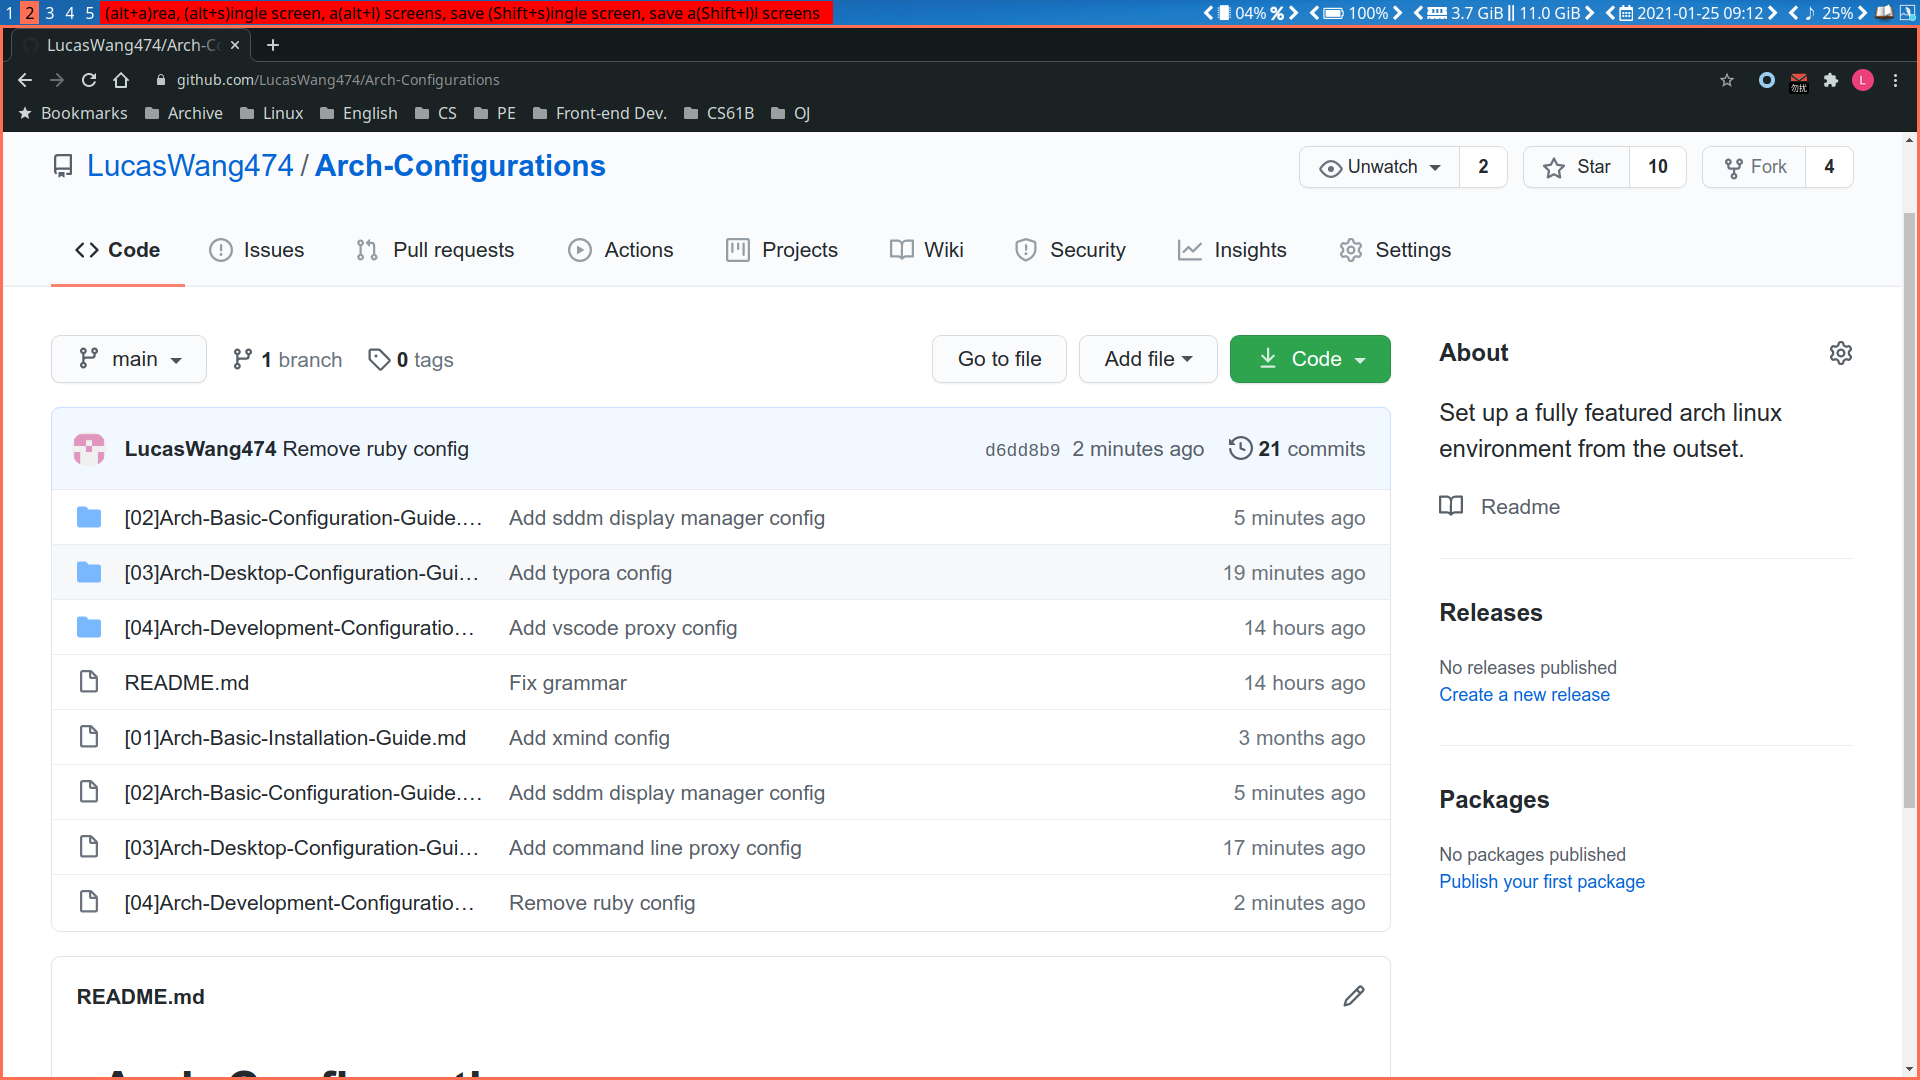 1 2 3 4 5 (alt+a)rea, (alt+s)ingle screen, a(alt+l) screens, save (Shift+s)ingle screen, save a(Shift+l)l screens 04% 100% 3.7 GiB|| 11.0 GiB 2021-01-25 09:12 25%
LucasWang474/Arch-Co
github.com/LucasWang474/Arch-Configurations 勿扰 L
Bookmarks Archive Linux English CS PE Front-end Dev. CS61B OJ
LucasWang474 / Arch-Configurations Unwatch 2 Star 10 Fork 4
Code Issues Pull requests Actions Projects Wiki Security Insights Settings
main 1 branch 0 tags Go to file Add file Code
LucasWang474 Remove ruby config d6dd8b9 2 minutes ago 21 commits
[02]Arch-Basic-Configuration-Guide.… Add sddm display manager config 5 minutes ago
[03]Arch-Desktop-Configuration-Gui… Add typora config 19 minutes ago
[04]Arch-Development-Configuratio… Add vscode proxy config 14 hours ago
README.md Fix grammar 14 hours ago
[01]Arch-Basic-Installation-Guide.md Add xmind config 3 months ago
[02]Arch-Basic-Configuration-Guide.… Add sddm display manager config 5 minutes ago
[03]Arch-Desktop-Configuration-Gui… Add command line proxy config 17 minutes ago
[04]Arch-Development-Configuratio… Remove ruby config 2 minutes ago
README.md
About
Set up a fully featured arch linux
environment from the outset.
Readme
Releases
No releases published
Create a new release
Packages
No packages published
Publish your first package